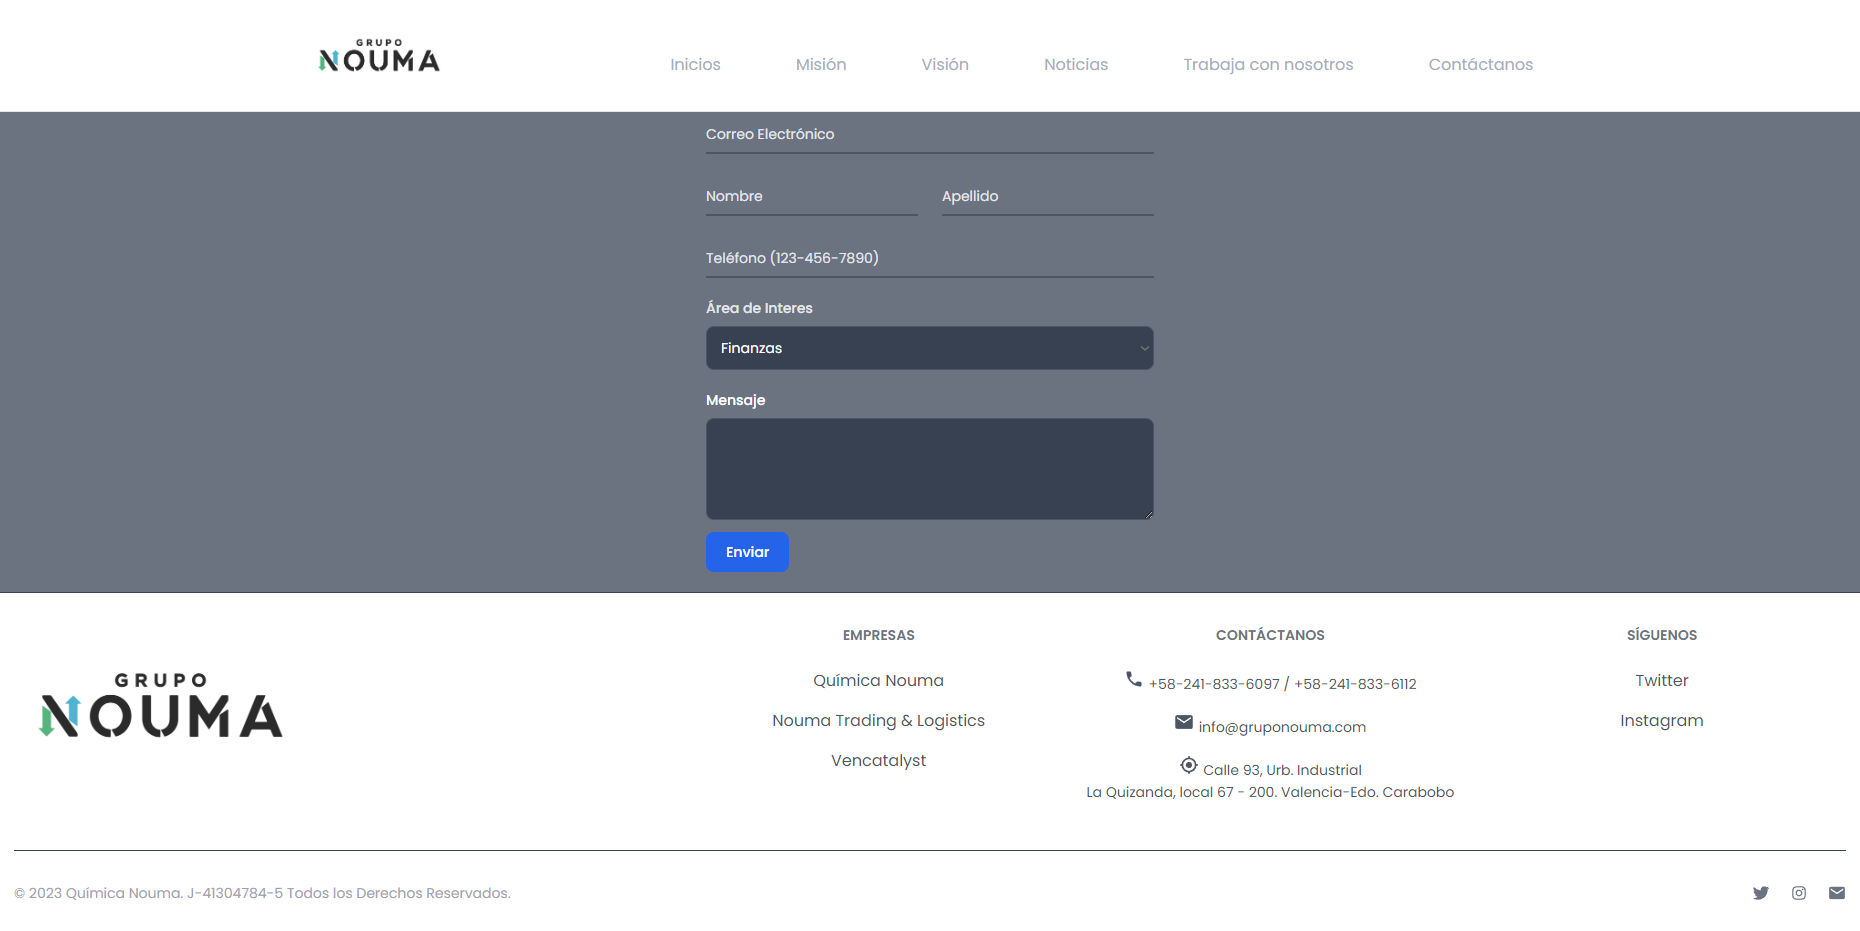 GRUPO
NOUMA
Inicios
Misión
Visión
Noticias
Trabaja con nosotros
Contáctanos
Correo Electrónico
Nombre
Apellido
Teléfono (123-456-7890)
Área de Interes
Finanzas
Mensaje
Enviar
GRUPO
NOUMA
EMPRESAS
Química Nouma
Nouma Trading & Logistics
Vencatalyst
CONTÁCTANOS
+58-241-833-6097 / +58-241-833-6112
info@gruponouma.com
Calle 93, Urb. Industrial
La Quizanda, local 67 - 200. Valencia-Edo. Carabobo
SÍGUENOS
Twitter
Instagram
© 2023 Química Nouma. J-41304784-5 Todos los Derechos Reservados.